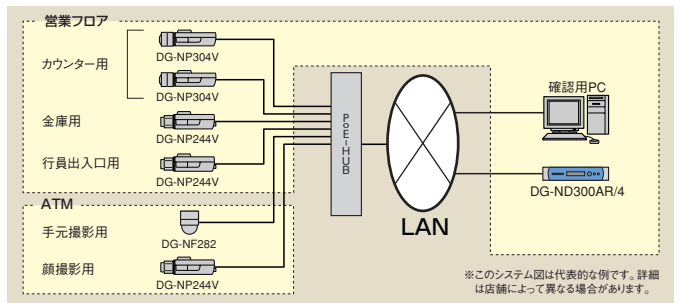 営業フロア
カウンター用
DG-NP304V
DG-NP304V
金庫用
DG-NP244V
行員出入口用
DG-NP244V
ATM
手元撮影用
DG-NF282
顔撮影用
DG-NP244V
PoE-HUB
LAN
確認用PC
DG-ND300AR/4
※このシステム図は代表的な例です。詳細
は店舗によって異なる場合があります。